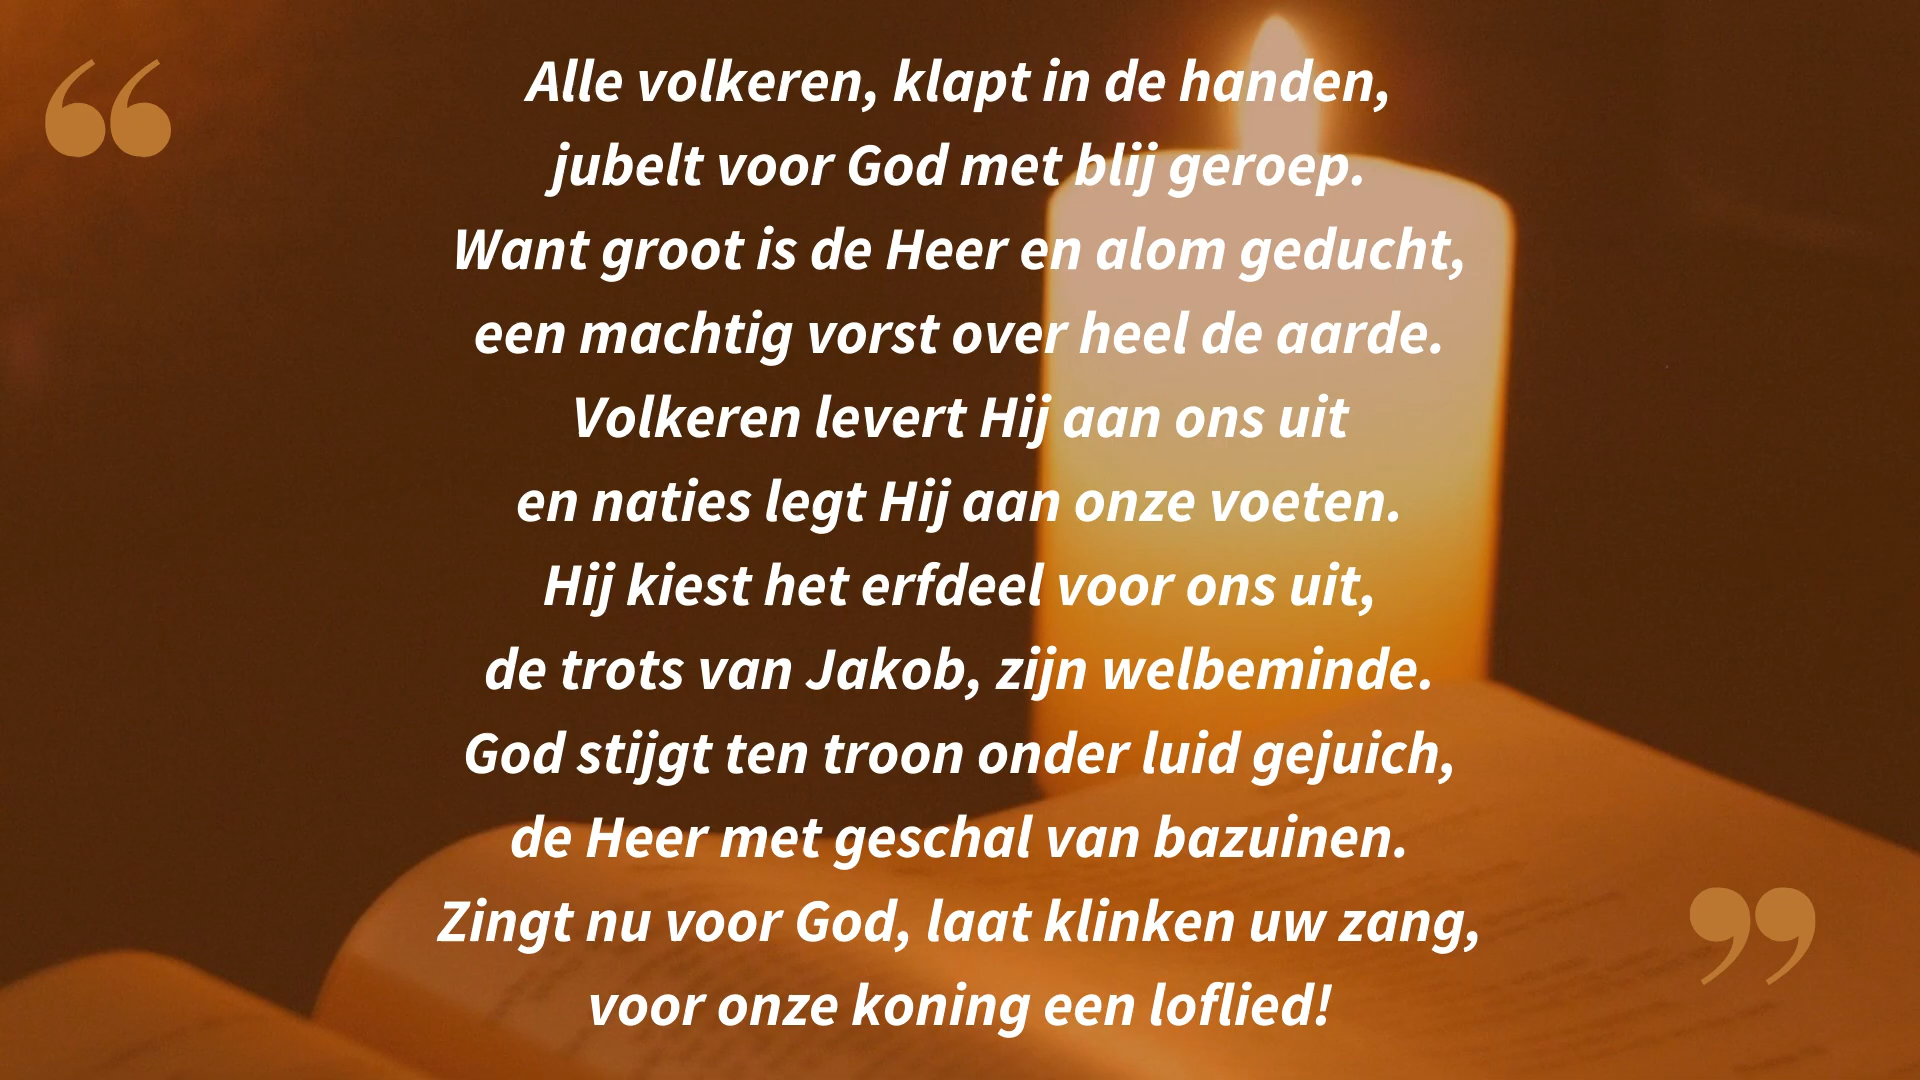 “
Alle volkeren, klapt in de handen,
jubelt voor God met blij geroep.
Want groot is de Heer en alom geducht,
een machtig vorst over heel de aarde.
Volkeren levert Hij aan ons uit
en naties legt Hij aan onze voeten.
Hij kiest het erfdeel voor ons uit,
de trots van Jakob, zijn welbeminde.
God stijgt ten troon onder luid gejuich,
de Heer met geschal van bazuinen.
Zingt nu voor God, laat klinken uw zang,
voor onze koning een loflied!
”